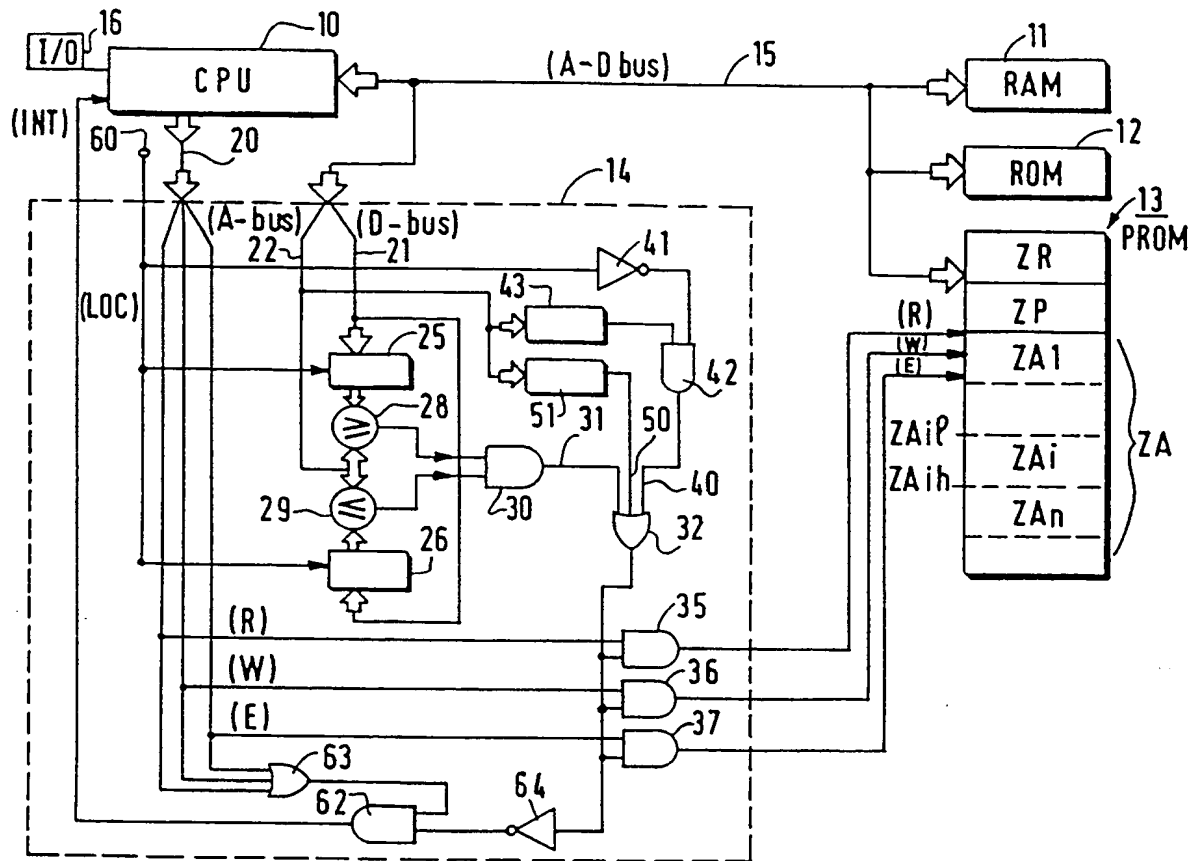 16
10
11
I/O
CPU
(A-D bus)
15
RAM
(INT)
60
20
12
ROM
14
13
PROM
(A-bus)
(D-bus)
22
21
41
ZR
(LOC)
43
ZP
(R)
(W)
(E)
25
ZA1
51
42
28
50
31
ZAiℓ
ZA
ZAi
40
ZAih
29
30
32
ZAn
26
(R)
35
(W)
36
(E)
37
63
62
64
≥
≤